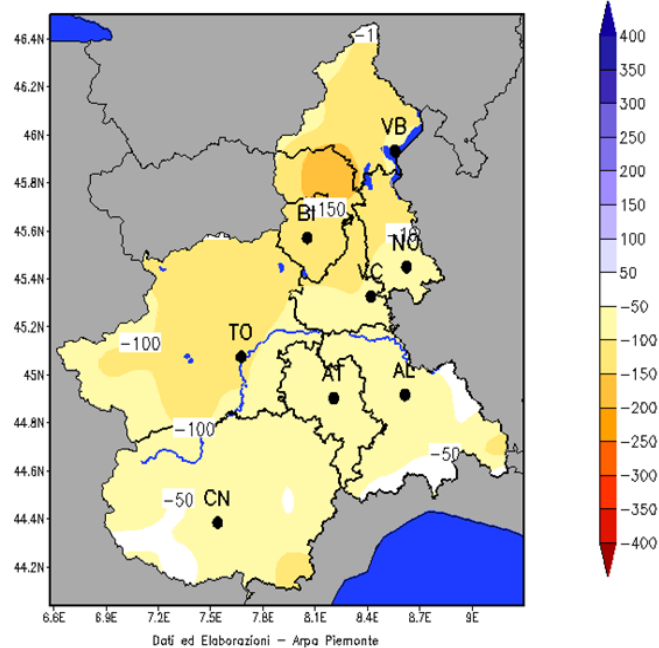 46.4N
46.2N
46N
45.8N
45.6N
45.4N
45.2N
45N
44.8N
44.6N
44.4N
44.2N
6.6E 6.9E 7.2E 7.5E 7.8E 8.1E 8.4E 8.7E 9E
-1
VB
BI
-150
NO
VC
-100
TO
AT
AL
-100
-50
-50
CN
400
350
300
250
200
150
100
50
-50
-100
-150
-200
-250
-300
-350
-400
Dati ed Elaborazioni - Arpa Piemonte